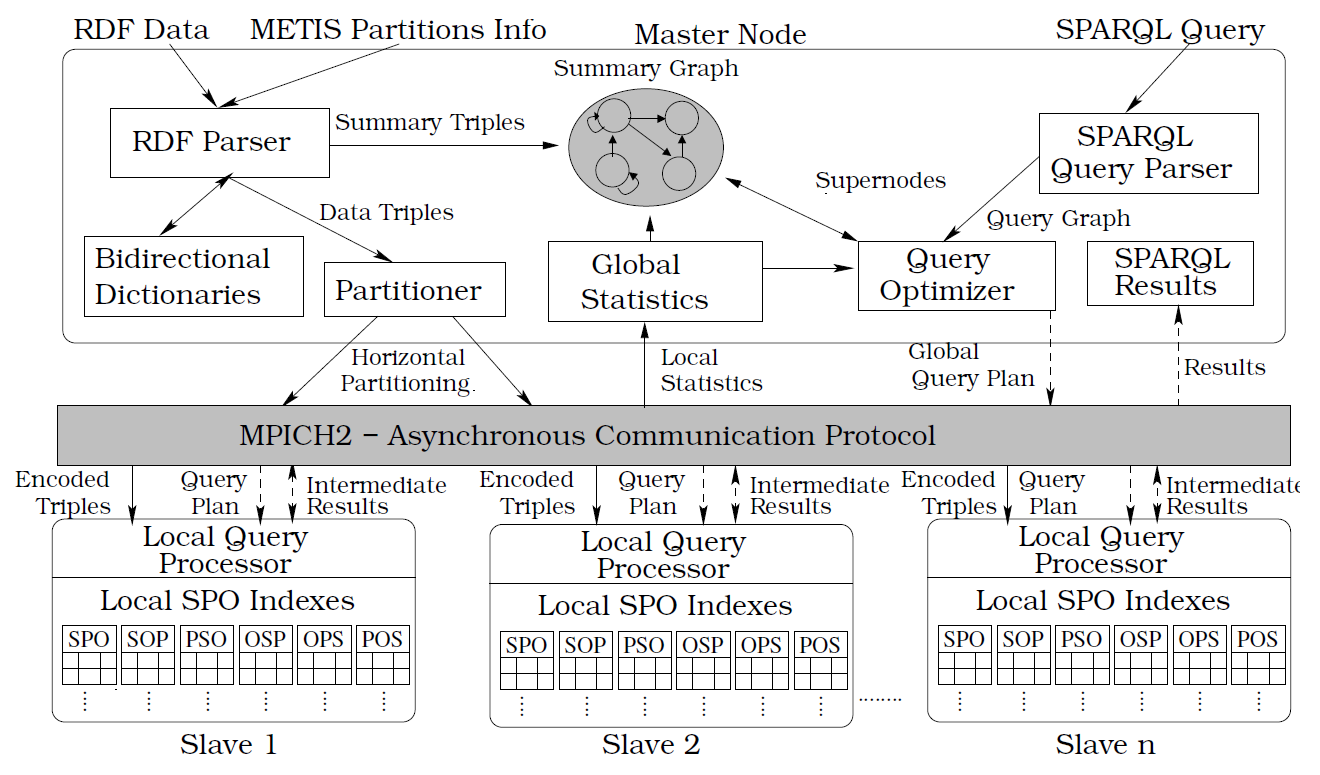 RDF Data
METIS Partitions Info
Master Node
SPARQL Query
Summary Graph
RDF Parser
Summary Triples
SPARQL
Query Parser
Supernodes
Data Triples
Query Graph
Bidirectional
Dictionaries
Partitioner
Global
Statistics
Query
Optimizer
SPARQL
Results
Horizontal
Partitioning.
Local
Statistics
Global
Query Plan
Results
MPICH2 – Asynchronous Communication Protocol
Encoded
Triples
Query
Plan
Intermediate
Results
Encoded
Triples
Query
Plan
Intermediate
Results
Encoded
Triples
Query
Plan
Intermediate
Results
Local Query
Processor
Local SPO Indexes
SPO SOP PSO OSP OPS POS
Slave 1
Local Query
Processor
Local SPO Indexes
SPO SOP PSO OSP OPS POS
Slave 2
........
Local Query
Processor
Local SPO Indexes
SPO SOP PSO OSP OPS POS
Slave n